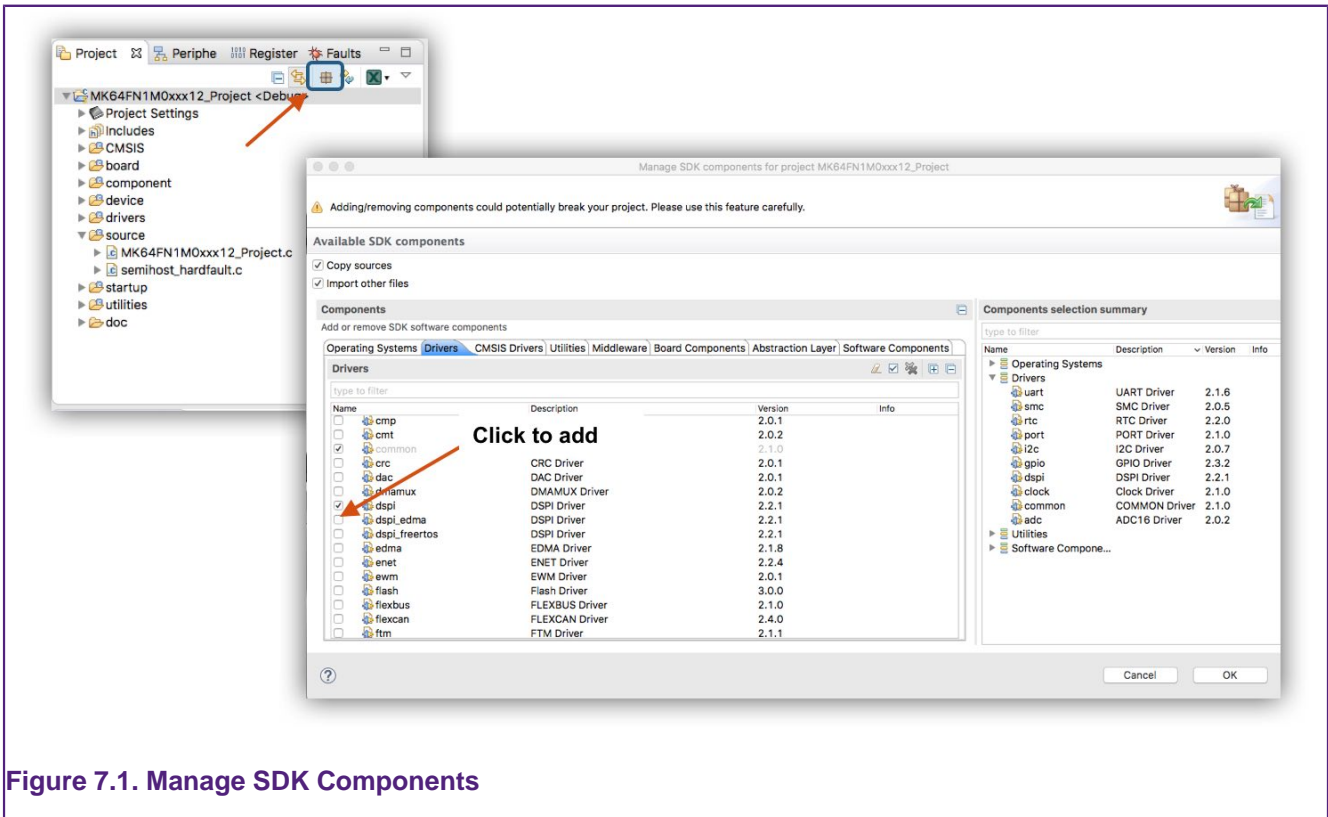 Project Periphe Register Faults
MK64FN1M0xxx12_Project <Debug>
Project Settings
Includes
CMSIS
board
component
device
drivers
source
MK64FN1M0xxx12_Project.c
semihost_hardfault.c
startup
utilities
doc
Manage SDK components for project MK64FN1M0xxx12_Project
Adding/removing components could potentially break your project. Please use this feature carefully.
Available SDK components
Copy sources
Import other files
Components
Add or remove SDK software components
Operating Systems Drivers CMSIS Drivers Utilities Middleware Board Components Abstraction Layer Software Components
Drivers
type to filter
Name Description Version Info
cmp 2.0.1
cmt 2.0.2
common 2.1.0
crc CRC Driver 2.0.1
dac DAC Driver 2.0.1
dmamux DMAMUX Driver 2.0.2
dspi DSPI Driver 2.2.1
dspi_edma DSPI Driver 2.2.1
dspi_freertos DSPI Driver 2.2.1
edma EDMA Driver 2.1.8
enet ENET Driver 2.2.4
ewm EWM Driver 2.0.1
flash Flash Driver 3.0.0
flexbus FLEXBUS Driver 2.1.0
flexcan FLEXCAN Driver 2.4.0
ftm FTM Driver 2.1.1
Click to add
Components selection summary
type to filter
Name Description Version Info
Operating Systems
Drivers
uart UART Driver 2.1.6
smc SMC Driver 2.0.5
rtc RTC Driver 2.2.0
port PORT Driver 2.1.0
i2c I2C Driver 2.0.7
gpio GPIO Driver 2.3.2
dspi DSPI Driver 2.2.1
clock Clock Driver 2.1.0
common COMMON Driver 2.1.0
adc ADC16 Driver 2.0.2
Utilities
Software Compone...
?
Cancel OK
Figure 7.1. Manage SDK Components